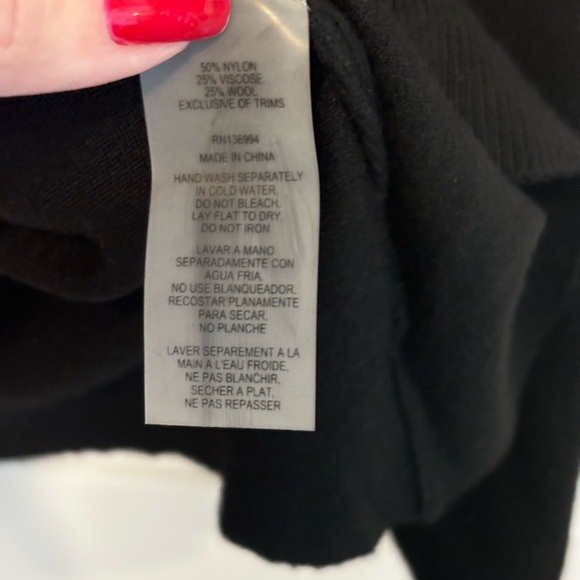 50% NYLON
25% VISCOSE
25% WOOL
EXCLUSIVE OF TRIMS
RN136994
MADE IN CHINA
HAND WASH SEPARATELY
IN COLD WATER,
DO NOT BLEACH.
LAY FLAT TO DRY,
DO NOT IRON
LAVAR A MANO
SEPARADAMENTE CON
AGUA FRIA,
NO USE BLANQUEADOR.
RECOSTAR PLANAMENTE
PARA SECAR.
NO PLANCHE
LAVER SEPAREMENT A LA
MAIN A L'EAU FROIDE,
NE PAS BLANCHIR,
SECHER A PLAT,
NE PAS REPASSER